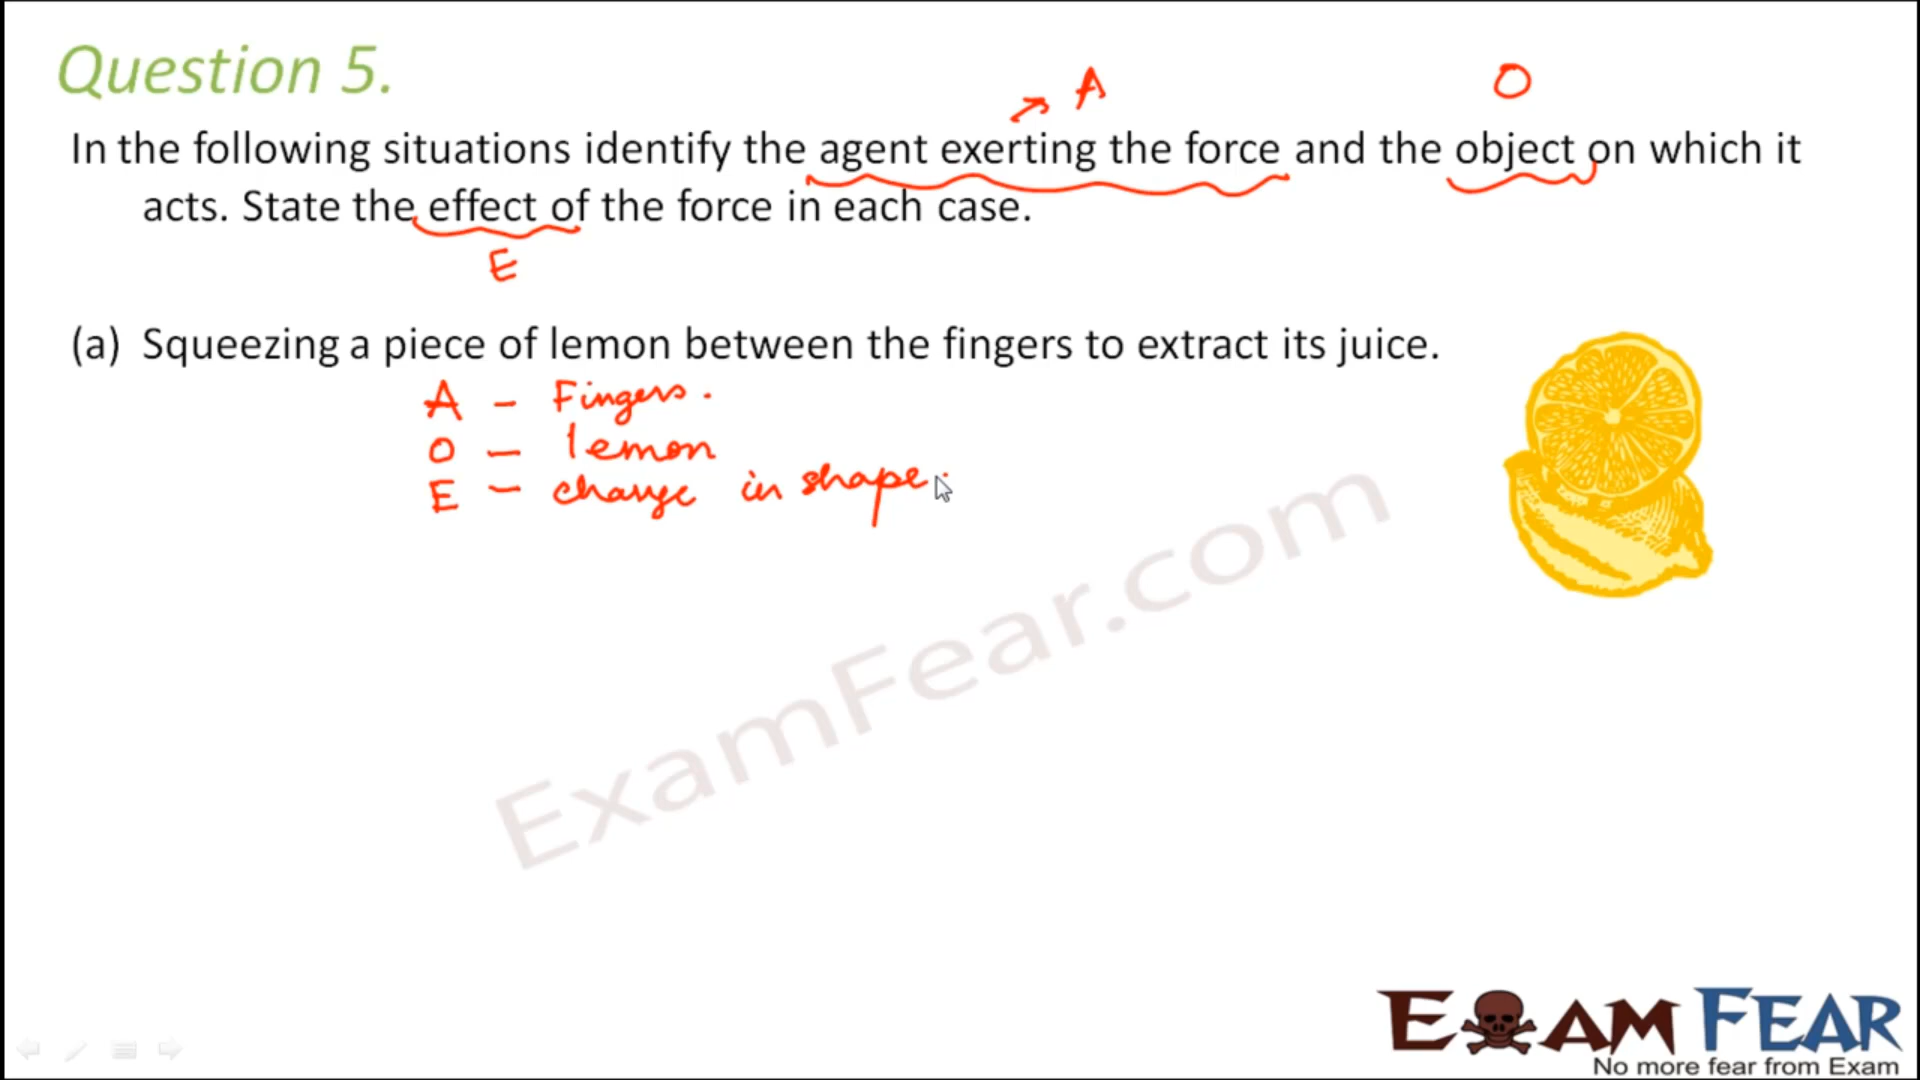 Question 5.
A
O
In the following situations identify the agent exerting the force and the object on which it
acts. State the effect of the force in each case.
E
(a) Squeezing a piece of lemon between the fingers to extract its juice.
A – Fingers.
O – lemon
E – change in shape.
ExamFear.com
EXAMFEAR
No more fear from Exam